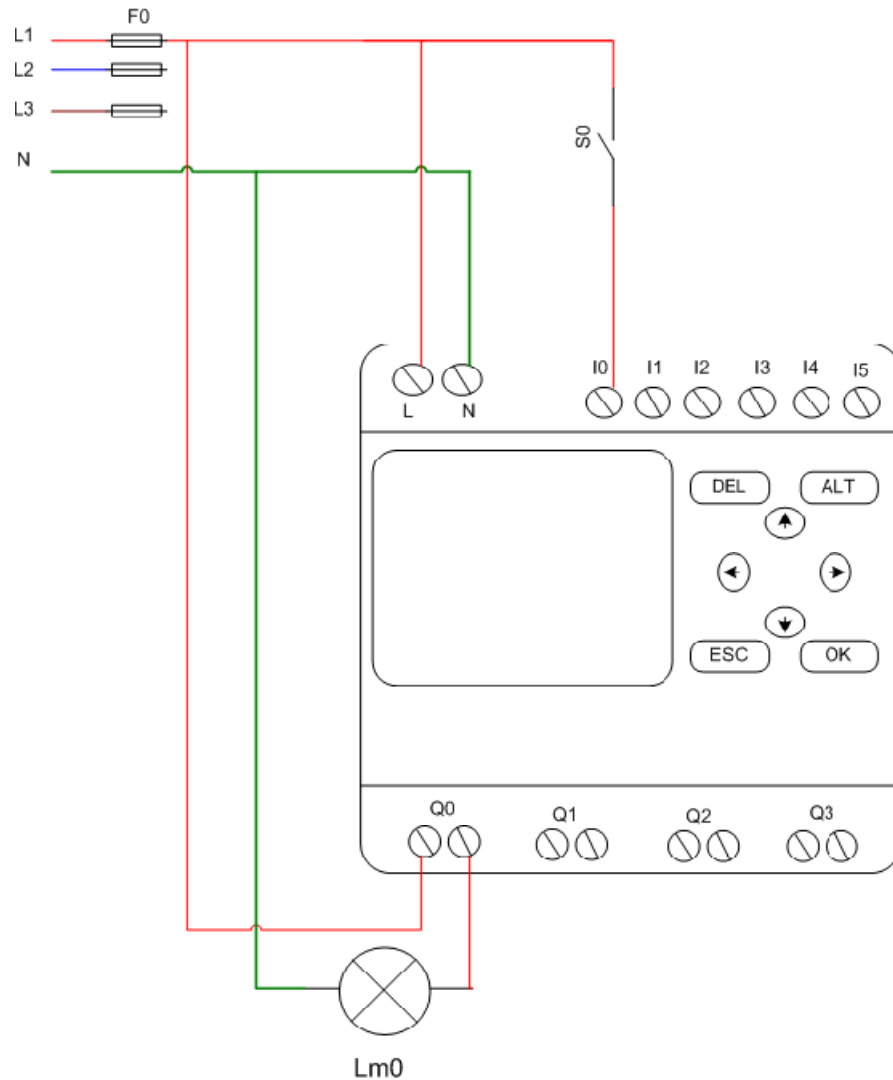 F0
L1
L2
L3
N
S0
I0 I1 I2 I3 I4 I5
L N
DEL ALT
ESC OK
Q0 Q1 Q2 Q3
Lm0